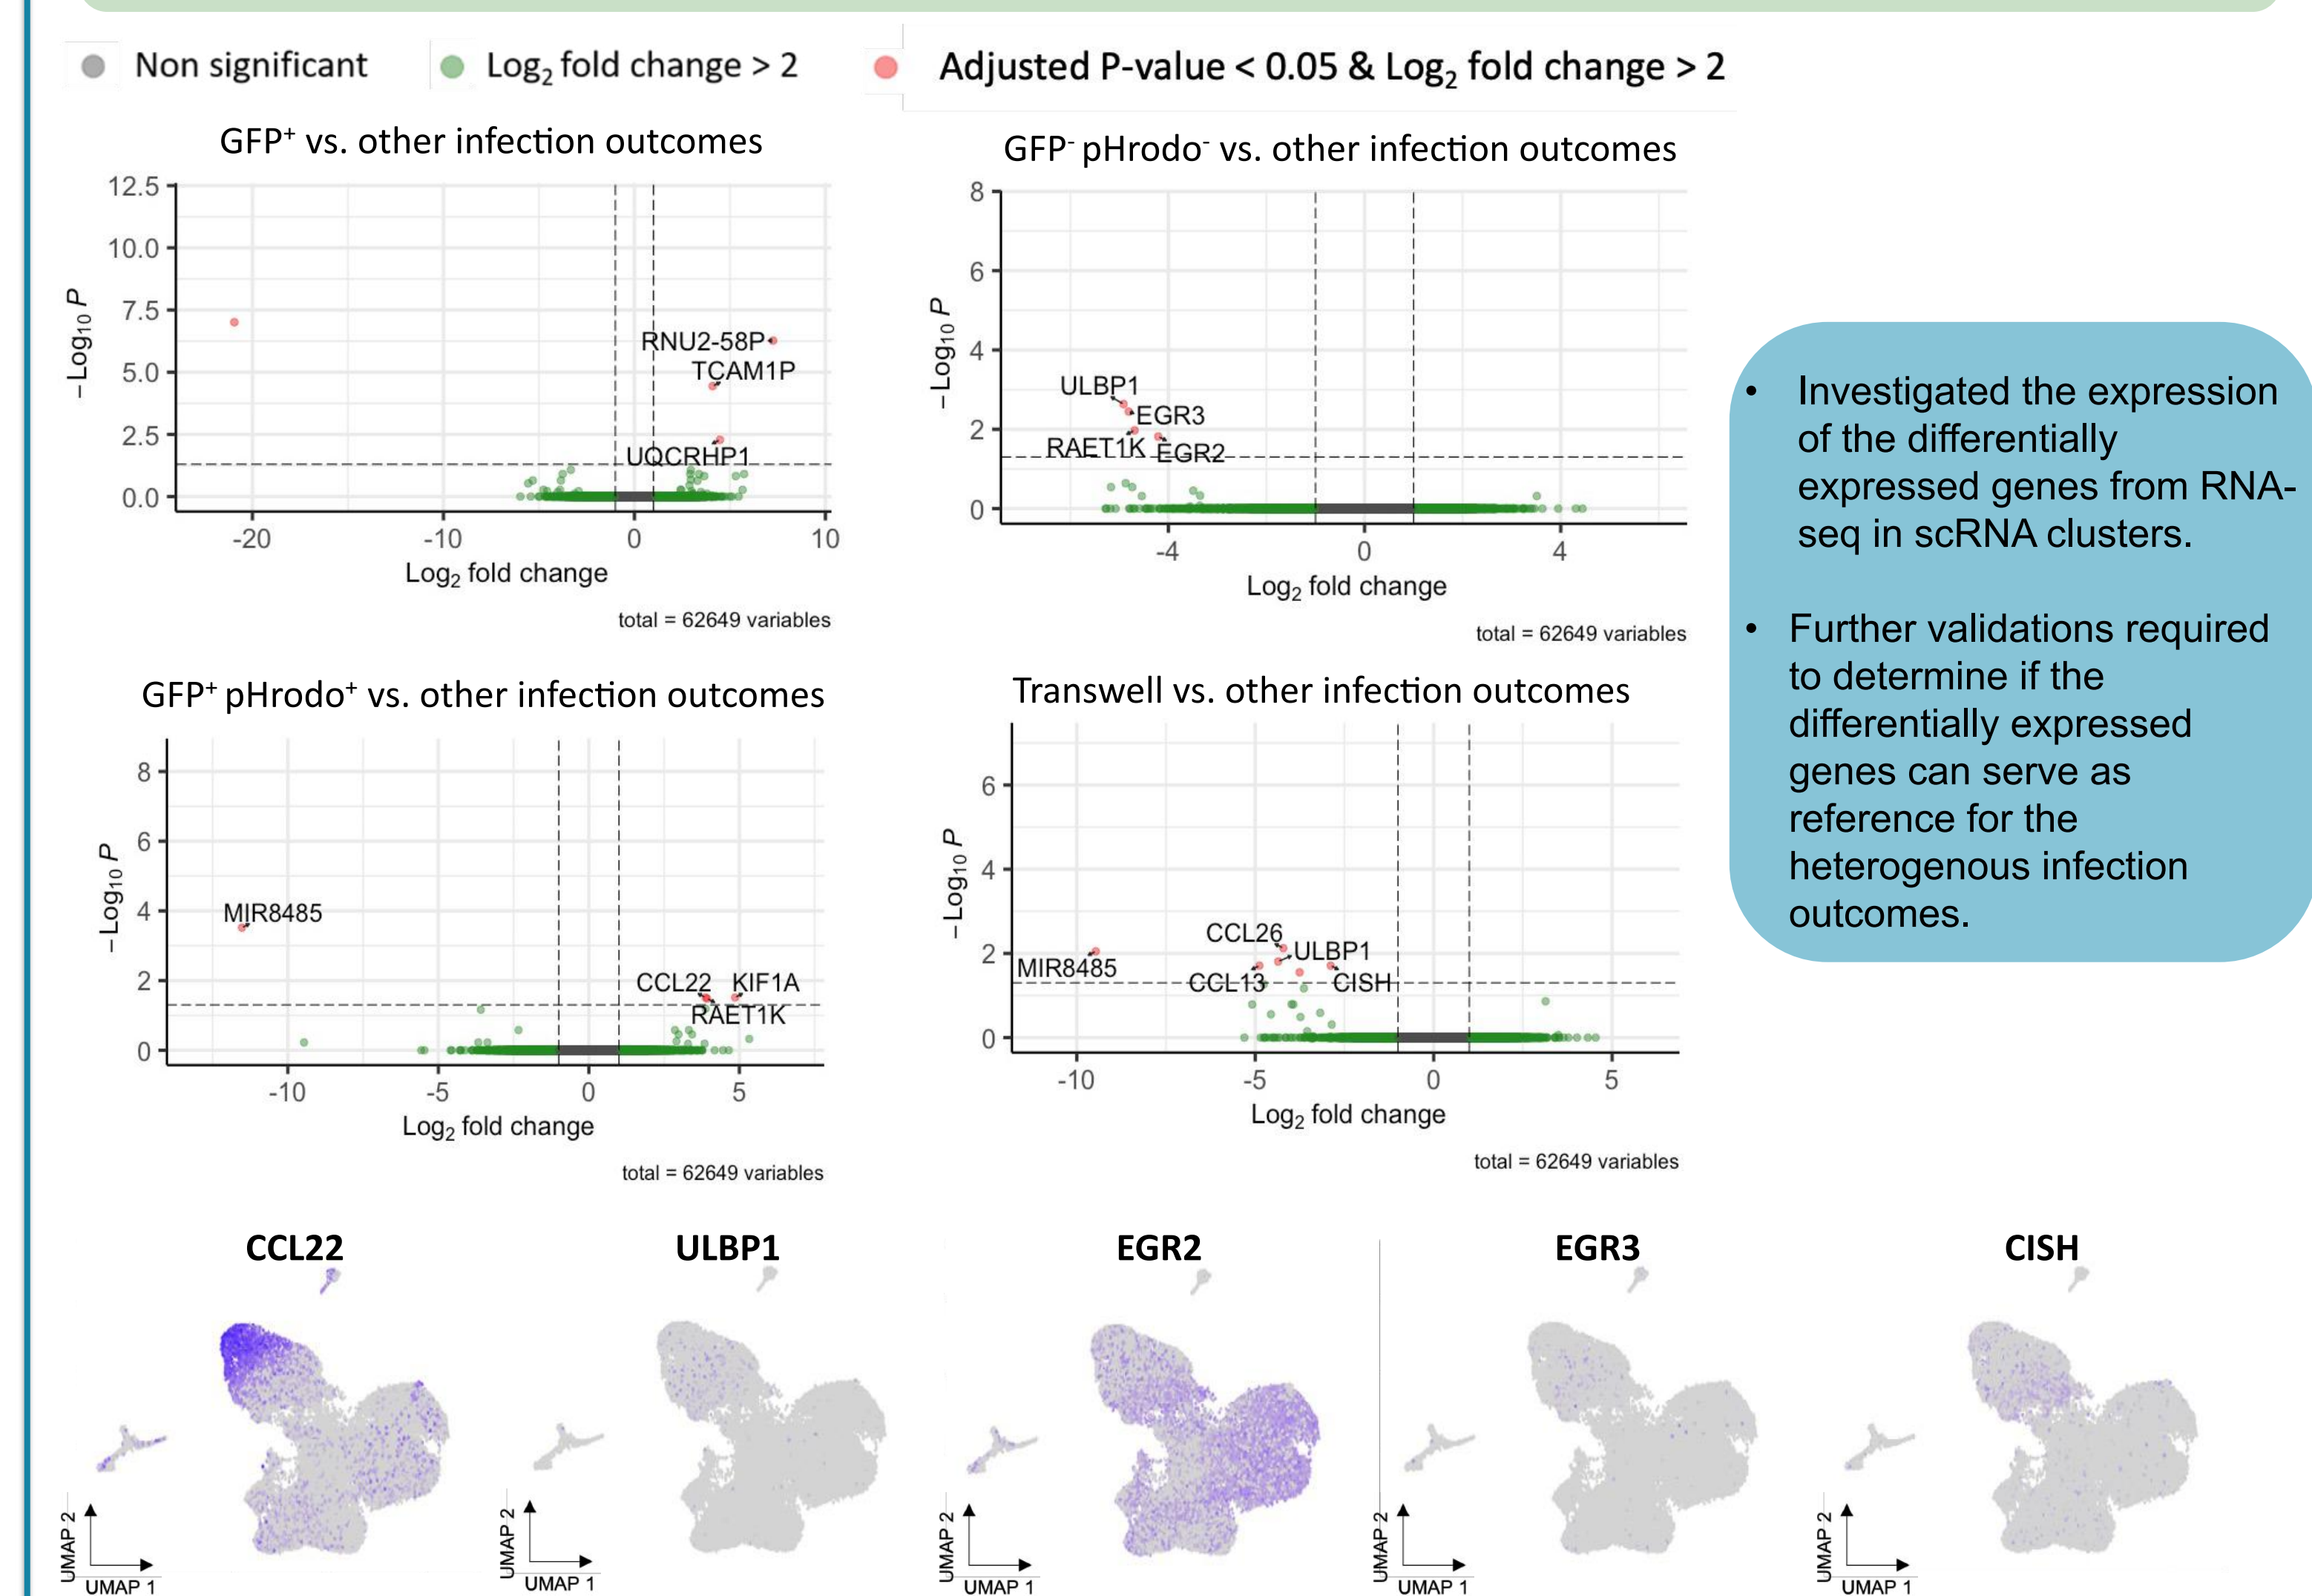 Non significant
Log₂ fold change > 2
Adjusted P-value < 0.05 & Log₂ fold change > 2
GFP⁺ vs. other infection outcomes
12.5
10.0
7.5
5.0
2.5
0.0
−Log₁₀ P
RNU2-58P
TCAM1P
UQCRHP1
-20
-10
0
10
Log₂ fold change
total = 62649 variables
GFP⁻ pHrodo⁻ vs. other infection outcomes
8
6
4
2
0
−Log₁₀ P
ULBP1
EGR3
RAET1K
EGR2
-4
0
4
Log₂ fold change
total = 62649 variables
GFP⁺ pHrodo⁺ vs. other infection outcomes
8
6
4
2
0
−Log₁₀ P
MIR8485
CCL22
KIF1A
RAET1K
-10
-5
0
5
Log₂ fold change
total = 62649 variables
Transwell vs. other infection outcomes
6
4
2
0
−Log₁₀ P
CCL26
ULBP1
MIR8485
CCL13
CISH
-10
-5
0
5
Log₂ fold change
total = 62649 variables
• Investigated the expression
of the differentially
expressed genes from RNA-
seq in scRNA clusters.
• Further validations required
to determine if the
differentially expressed
genes can serve as
reference for the
heterogenous infection
outcomes.
CCL22
UMAP 2
UMAP 1
ULBP1
UMAP 2
UMAP 1
EGR2
UMAP 2
UMAP 1
EGR3
UMAP 2
UMAP 1
CISH
UMAP 2
UMAP 1